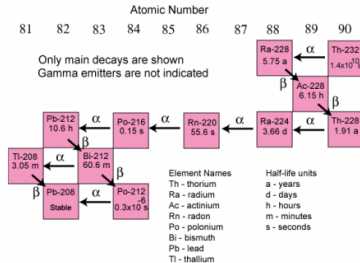 Atomic Number
81 82 83 84 85 86 87 88 89 90
Only main decays are shown
Gamma emitters are not indicated
Ra-228
5.75 a
α
Th-232
1.4x10
β
Ac-228
6.15 h
β
Pb-212
10.6 h
α
Po-216
0.15 s
α
Rn-220
55.6 s
α
Ra-224
3.66 d
α
Th-228
1.91 a
β
Tl-208
3.05 m
α
Bi-212
60.6 m
β
β
Pb-208
Stable
α
Po-212
-6
0.3x10 s
Element Names
Th - thorium
Ra - radium
Ac - actinium
Rn - radon
Po - polonium
Bi - bismuth
Pb - lead
Tl - thallium
Half-life units
a - years
d - days
h - hours
m - minutes
s - seconds